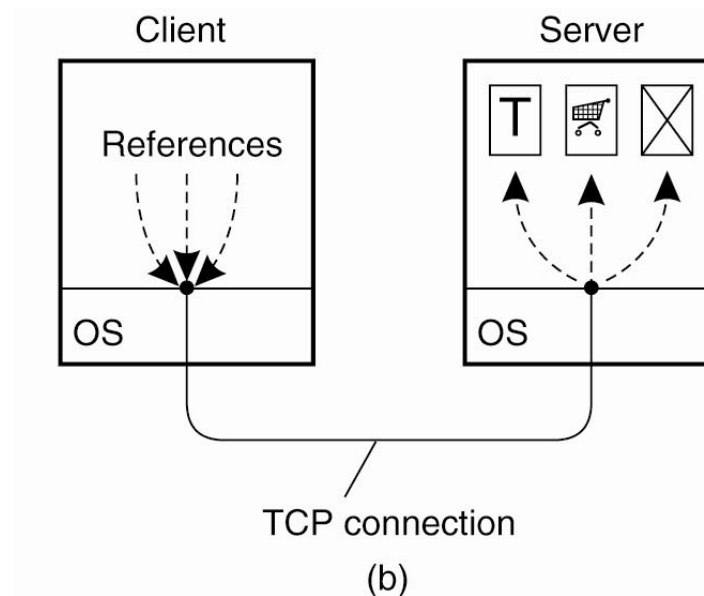 Client
Server
T
References
OS
OS
TCP connection
(b)